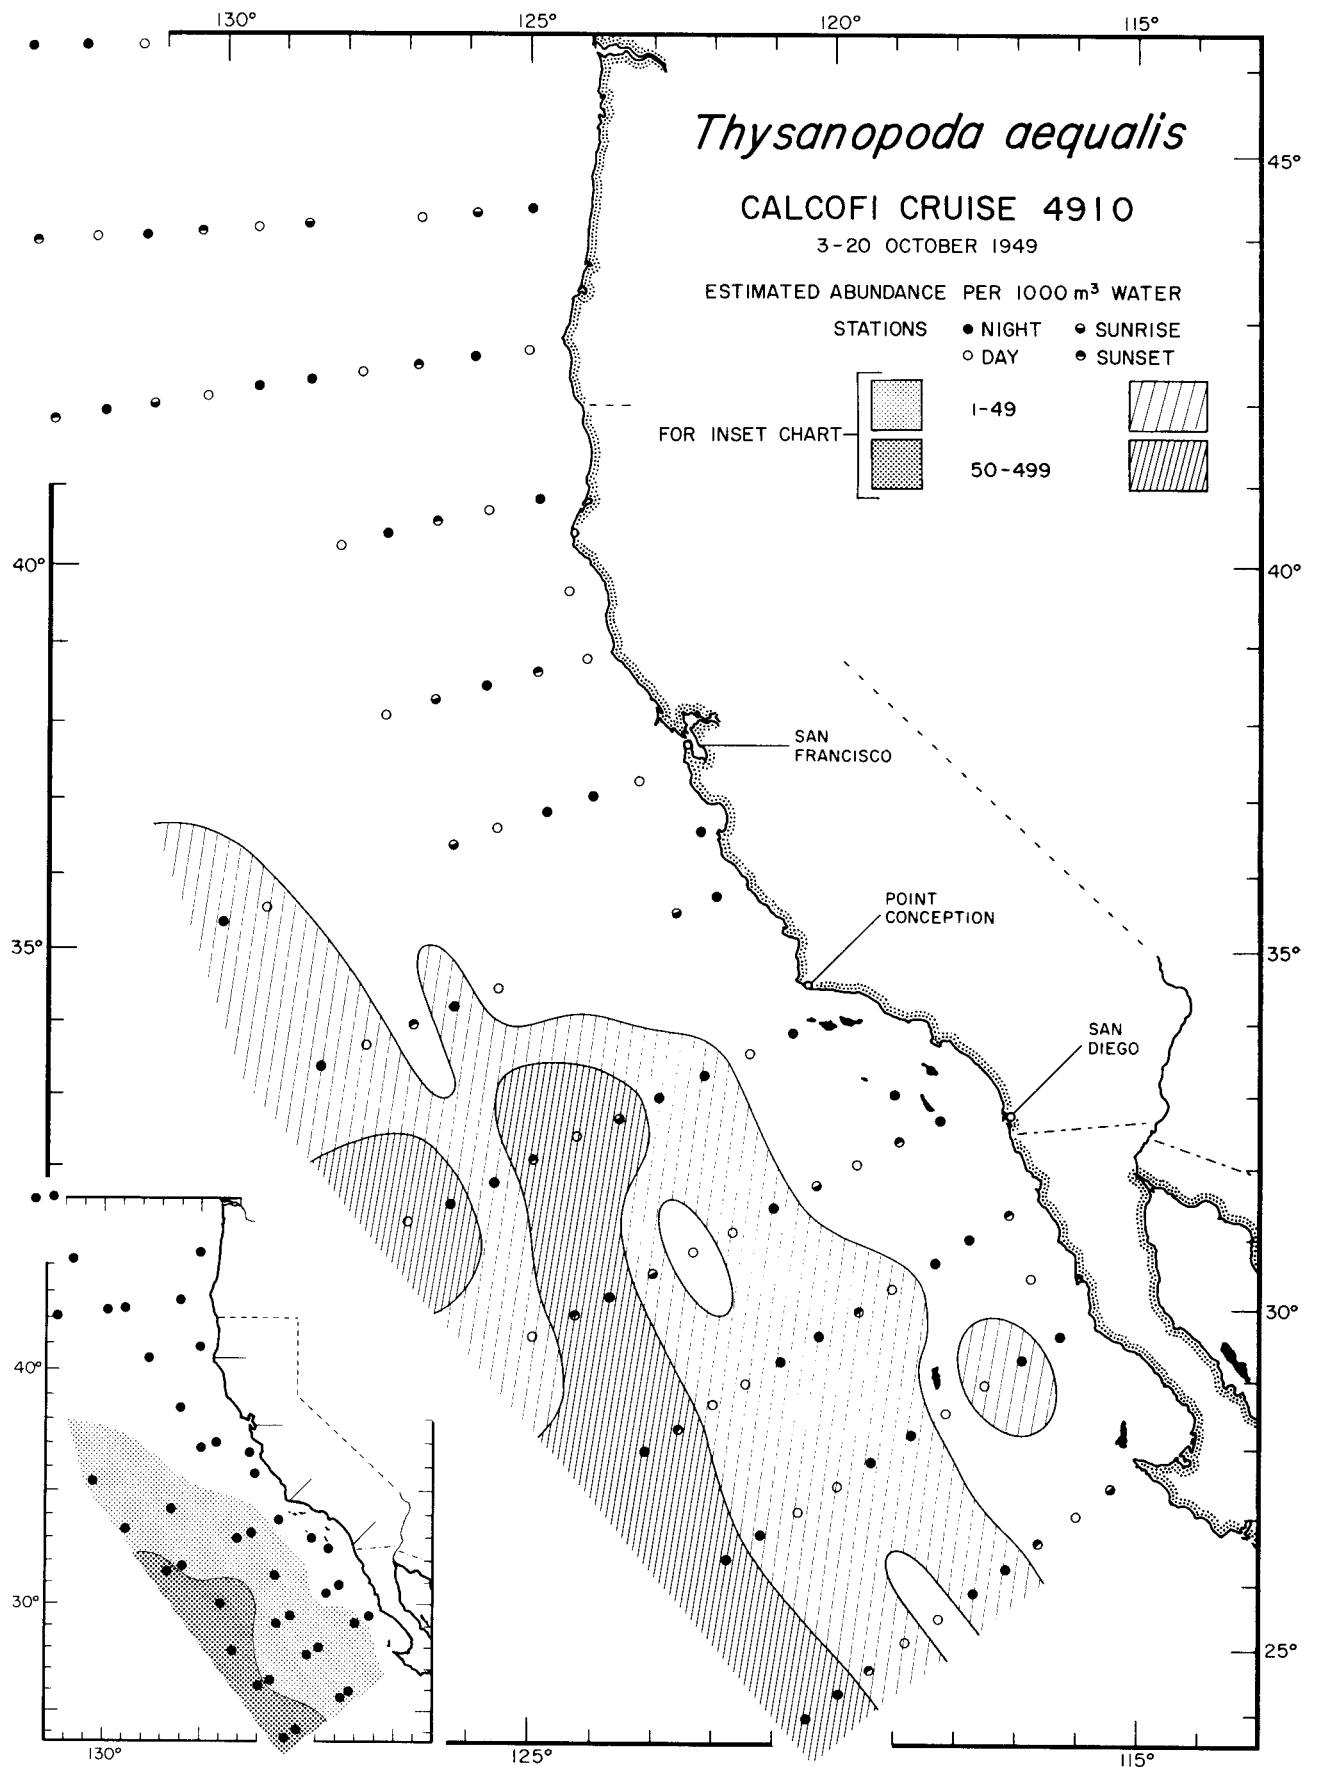 130° 125° 120° 115°
Thysanopoda aequalis
45°
CALCOFI CRUISE 4910
3-20 OCTOBER 1949
ESTIMATED ABUNDANCE PER 1000 m³ WATER
STATIONS NIGHT SUNRISE
DAY SUNSET
1-49
FOR INSET CHART
50-499
40° 40°
SAN
FRANCISCO
POINT
CONCEPTION
35° 35°
SAN
DIEGO
30°
40°
30°
25°
130° 125° 115°